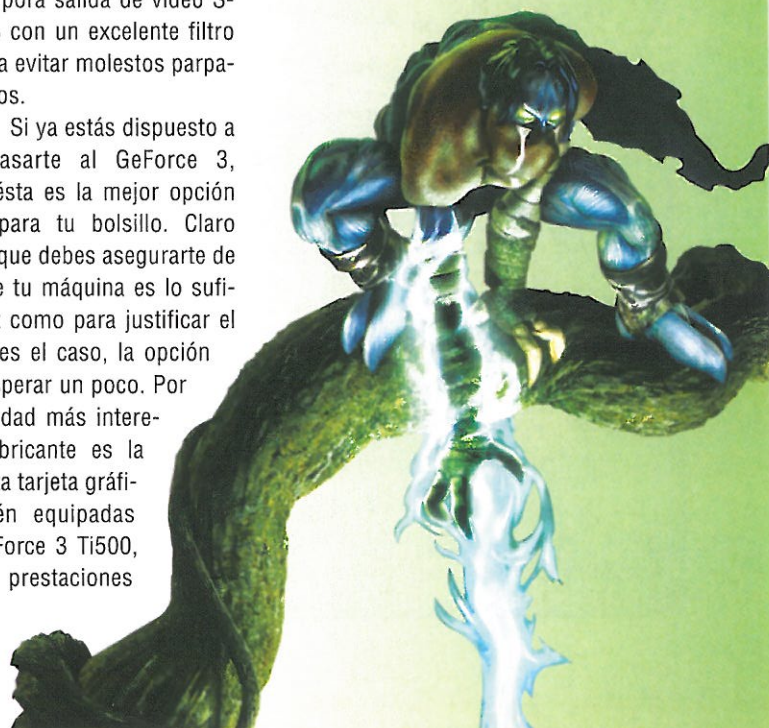 pora salida de vídeo S-
con un excelente filtro
a evitar molestos parpa-
os.
Si ya estás dispuesto a
asarte al GeForce 3,
ésta es la mejor opción
para tu bolsillo. Claro
que debes asegurarte de
e tu máquina es lo sufi-
como para justificar el
es el caso, la opción
sperar un poco. Por
dad más intere-
bricante es la
a tarjeta gráfi-
én equipadas
Force 3 Ti500,
prestaciones